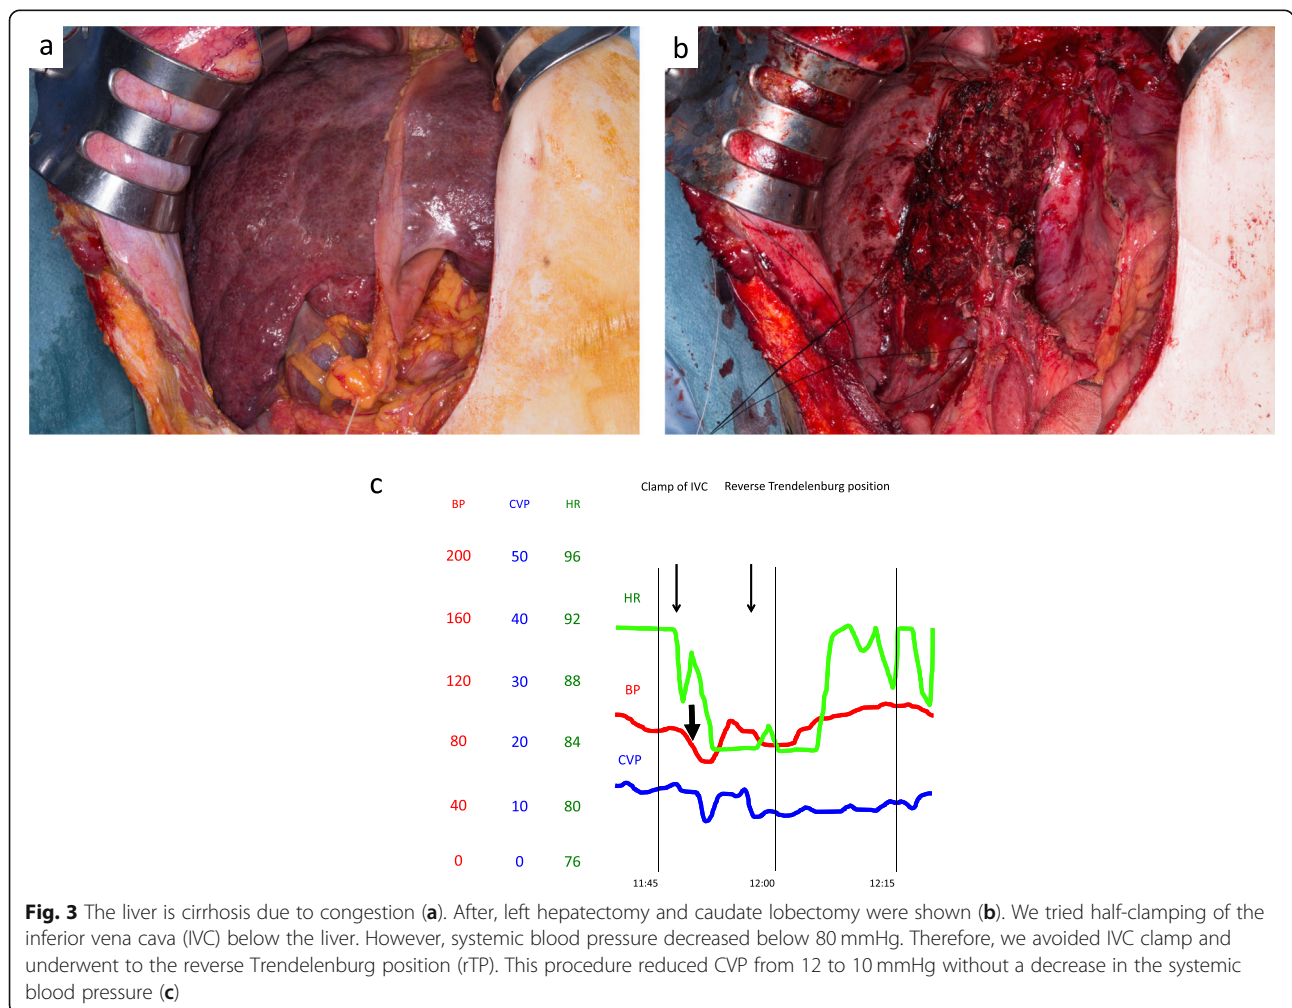 a
b
c
Clamp of IVC Reverse Trendelenburg position
BP CVP HR
200 50 96
160 40 92
120 30 88
80 20 84
40 10 80
0 0 76
HR
BP
CVP
11:45 12:00 12:15
Fig. 3 The liver is cirrhosis due to congestion (a). After, left hepatectomy and caudate lobectomy were shown (b). We tried half-clamping of the
inferior vena cava (IVC) below the liver. However, systemic blood pressure decreased below 80 mmHg. Therefore, we avoided IVC clamp and
underwent to the reverse Trendelenburg position (rTP). This procedure reduced CVP from 12 to 10 mmHg without a decrease in the systemic
blood pressure (c)